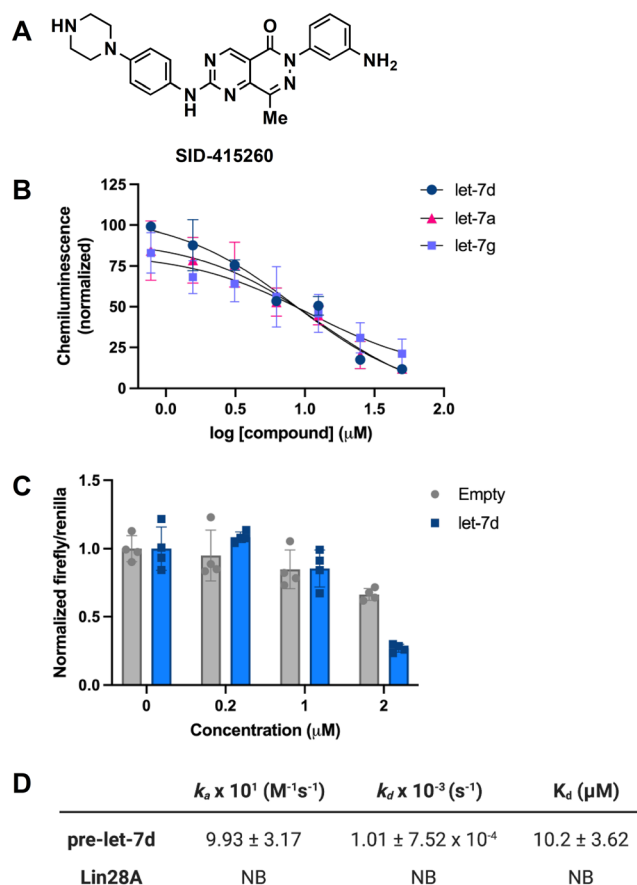 A
O
HN
N
N
N
NH2
N
N
N
H
Me
SID-415260
B
let-7d
let-7a
let-7g
Chemiluminescence
(normalized)
125
100
75
50
25
0
0.0 0.5 1.0 1.5 2.0
log [compound] (μM)
C
Empty
let-7d
Normalized firefly/renilla
1.5
1.0
0.5
0.0
0 0.2 1 2
Concentration (μM)
D
kₐ x 10¹ (M⁻¹s⁻¹) k_d x 10⁻³ (s⁻¹) K_d (μM)
pre-let-7d 9.93 ± 3.17 1.01 ± 7.52 x 10⁻⁴ 10.2 ± 3.62
Lin28A NB NB NB